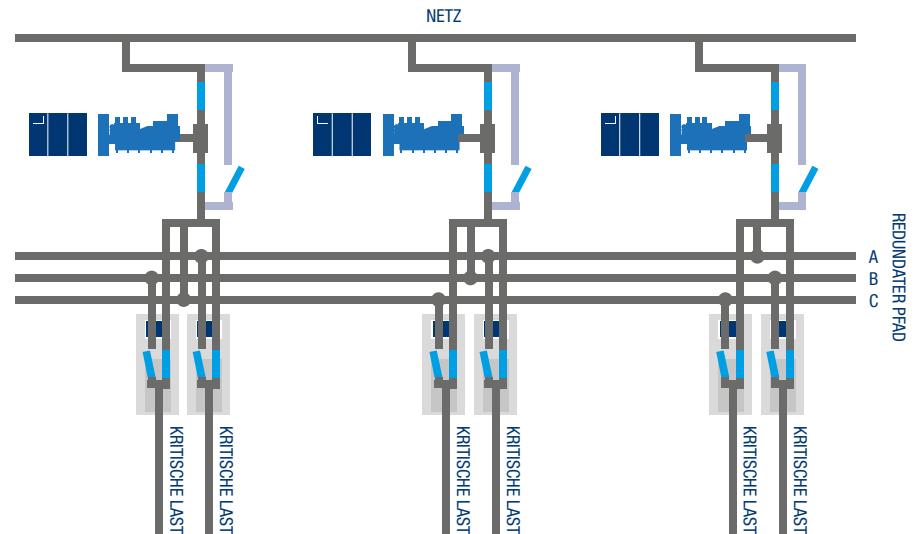 NETZ
A
B
C
REDUNDATER PFAD
KRITISCHE LAST
KRITISCHE LAST
KRITISCHE LAST
KRITISCHE LAST
KRITISCHE LAST
KRITISCHE LAST